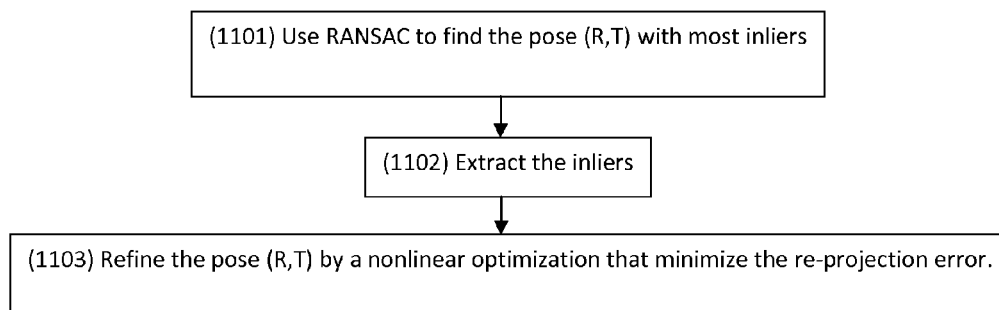 (1101) Use RANSAC to find the pose (R,T) with most inliers
(1102) Extract the inliers
(1103) Refine the pose (R,T) by a nonlinear optimization that minimize the re-projection error.